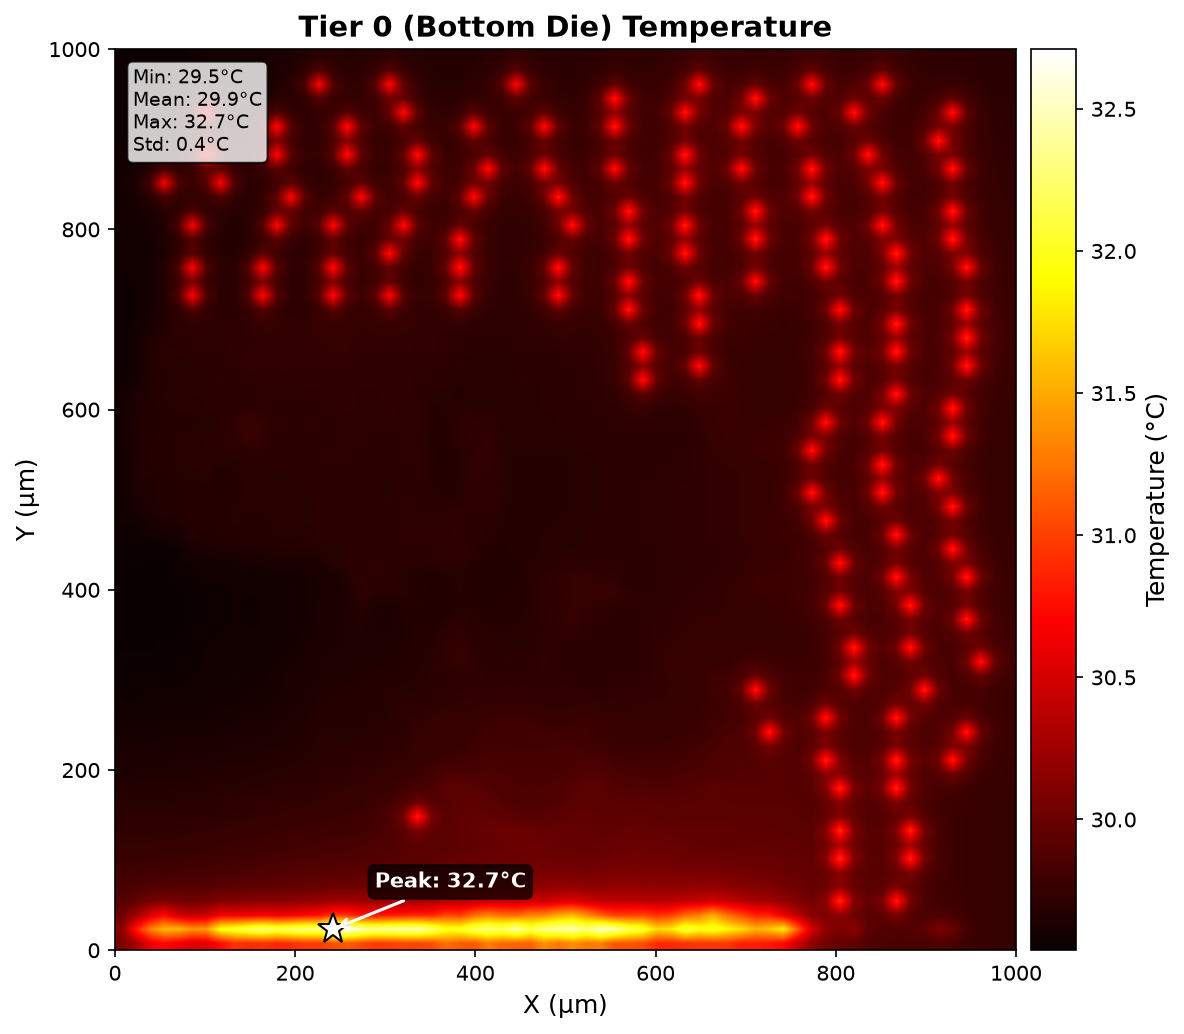 Tier 0 (Bottom Die) Temperature
Min: 29.5°C
Mean: 29.9°C
Max: 32.7°C
Std: 0.4°C
1000
800
600
400
200
0
Y (μm)
Peak: 32.7°C
0
200
400
600
800
1000
X (μm)
32.5
32.0
31.5
31.0
30.5
30.0
Temperature (°C)